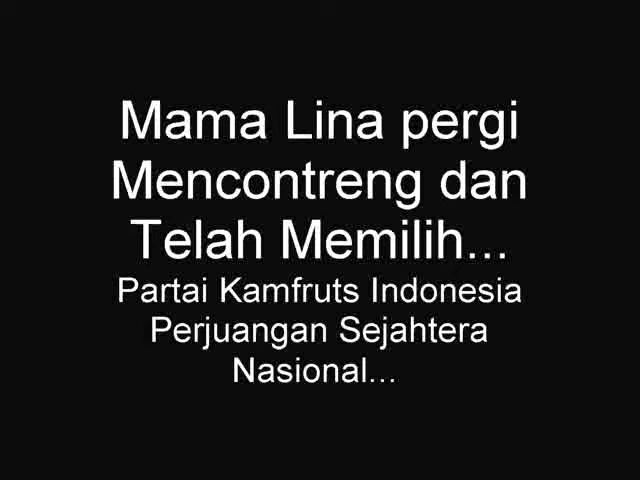 Mama Lina pergi
Mencontreng dan
Telah Memilih...
Partai Kamfruts Indonesia
Perjuangan Sejahtera
Nasional...